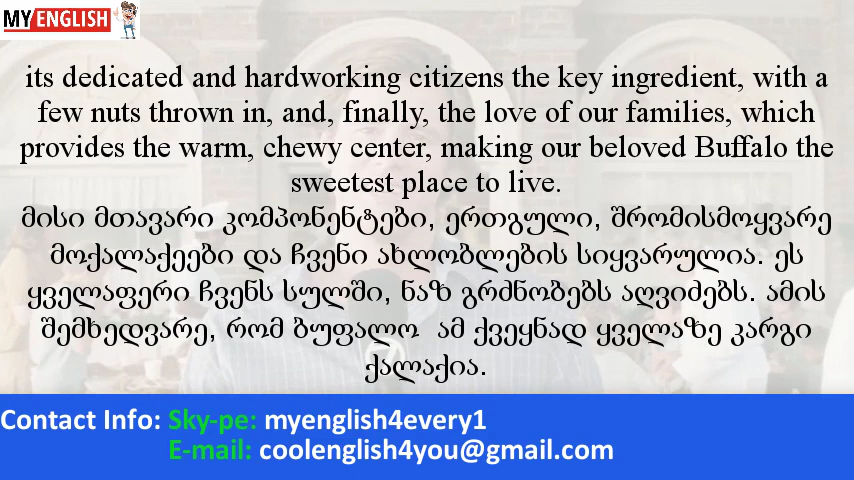 MY ENGLISH
its dedicated and hardworking citizens the key ingredient, with a
few nuts thrown in, and, finally, the love of our families, which
provides the warm, chewy center, making our beloved Buffalo the
sweetest place to live.
მისი მთავარი კომპონენტები, ერთგული, შრომისმოყვარე
მოქალაქეები და ჩვენი ახლობლების სიყვარულია. ეს
ყველაფერი ჩვენს სულში, ნაზ გრძნობებს აღვიძებს. ამის
შემხედვარე, რომ ბუფალო  ამ ქვეყნად ყველაზე კარგი
ქალაქია.
Contact Info: Sky-pe: myenglish4every1
E-mail: coolenglish4you@gmail.com